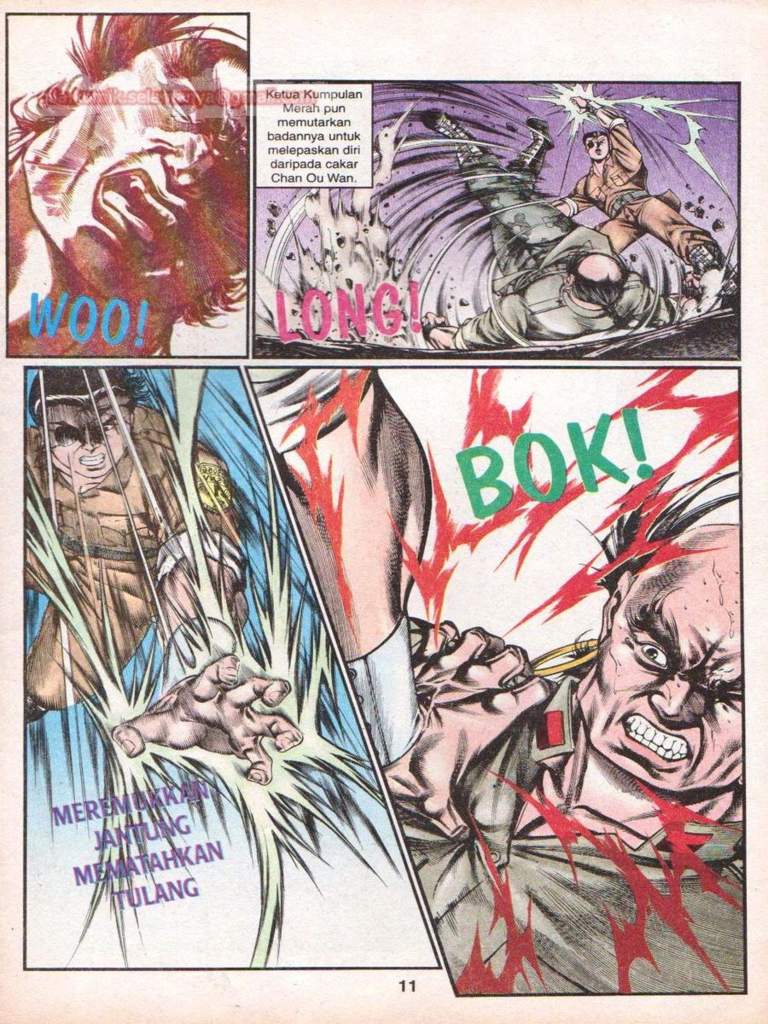 WOO!
Ketua Kumpulan
Merah pun
memutarkan
badannya untuk
melepaskan diri
daripada cakar
Chan Ou Wan.
LONG!
BOK!
MEREMUKKAN
JANTUNG
MEMATAHKAN
TULANG
11